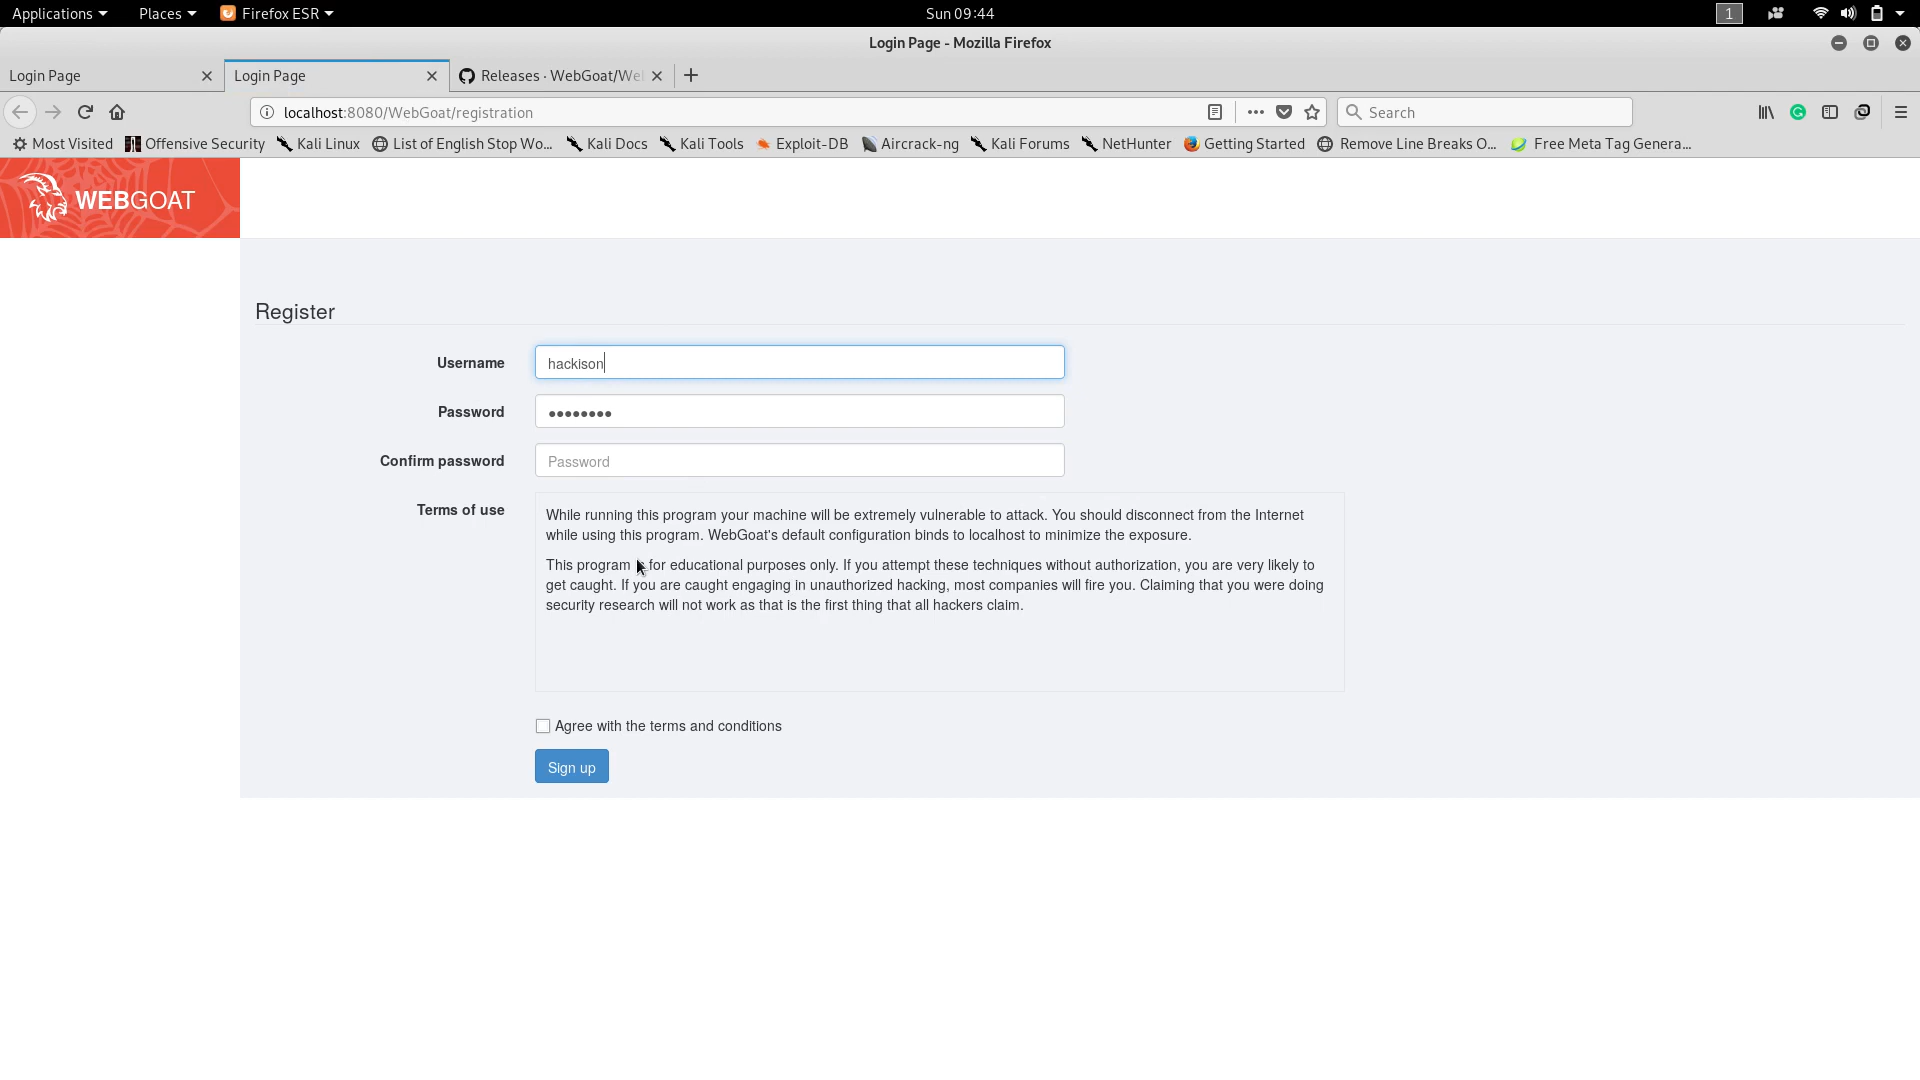 Applications Places Firefox ESR Sun 09:44 1
Login Page - Mozilla Firefox
Login Page Login Page Releases · WebGoat/We
localhost:8080/WebGoat/registration Search
Most Visited Offensive Security Kali Linux List of English Stop Wo... Kali Docs Kali Tools Exploit-DB Aircrack-ng Kali Forums NetHunter Getting Started Remove Line Breaks O... Free Meta Tag Genera...
WEBGOAT
Register
Username hackison
Password ●●●●●●●●
Confirm password Password
Terms of use
While running this program your machine will be extremely vulnerable to attack. You should disconnect from the Internet
while using this program. WebGoat's default configuration binds to localhost to minimize the exposure.
This program for educational purposes only. If you attempt these techniques without authorization, you are very likely to
get caught. If you are caught engaging in unauthorized hacking, most companies will fire you. Claiming that you were doing
security research will not work as that is the first thing that all hackers claim.
Agree with the terms and conditions
Sign up